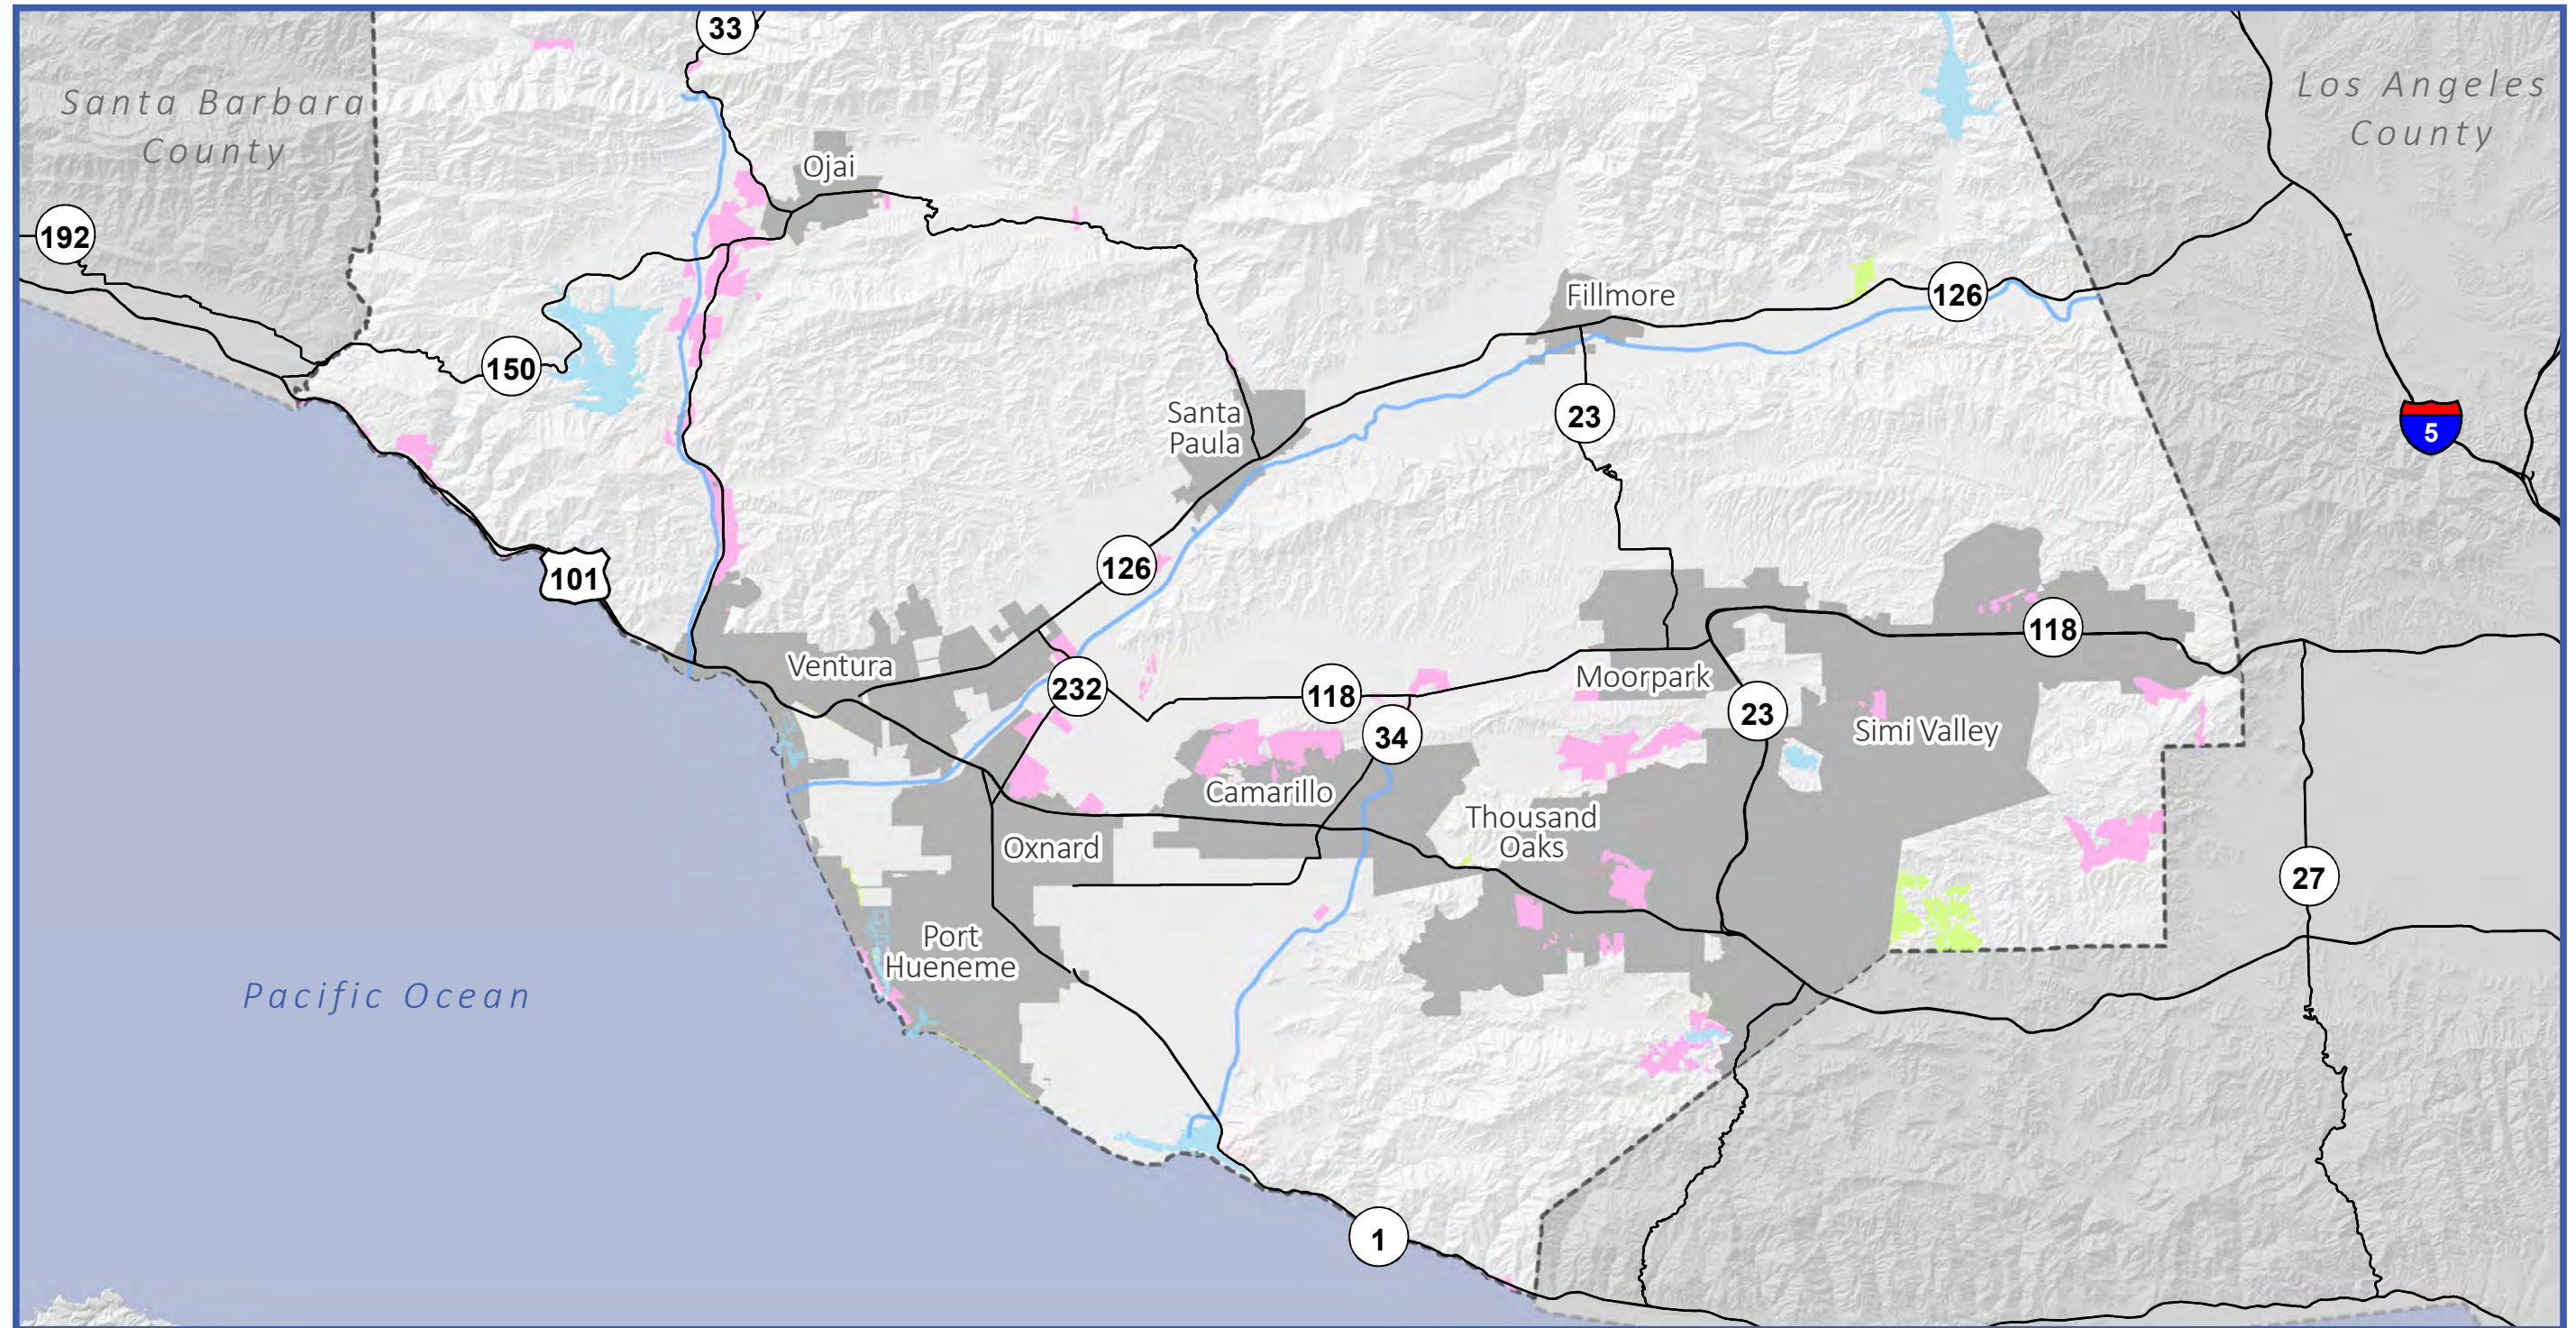 33
Santa Barbara
County
Los Angeles
County
Ojai
192
Fillmore
126
150
Santa
Paula
23
5
126
101
118
Ventura
232
118
Moorpark
34
23
Simi Valley
Camarillo
Thousand
Oaks
Oxnard
27
Port
Hueneme
Pacific Ocean
1